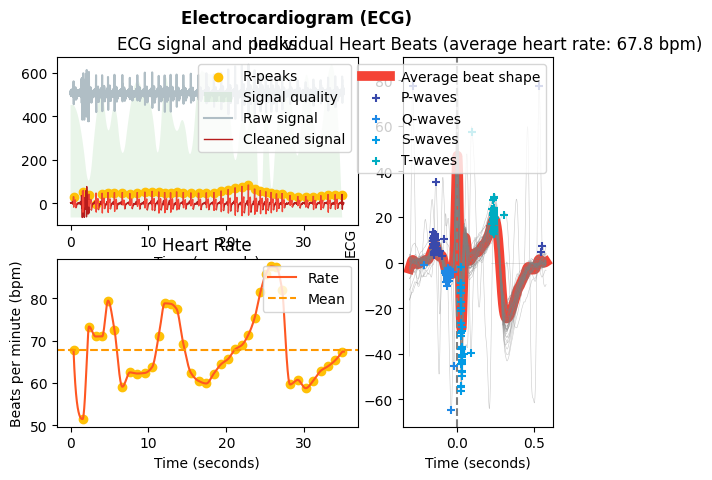 Electrocardiogram (ECG)
ECG signal and peaks
Individual Heart Beats (average heart rate: 67.8 bpm)
600
400
200
0
R-peaks
Signal quality
Raw signal
Cleaned signal
0 10 20 30
Time (seconds)
Heart Rate
Beats per minute (bpm)
80
70
60
50
Rate
Mean
0 10 20 30
Time (seconds)
ECG
80
60
40
20
0
−20
−40
−60
Average beat shape
P-waves
Q-waves
S-waves
T-waves
0.0 0.5
Time (seconds)